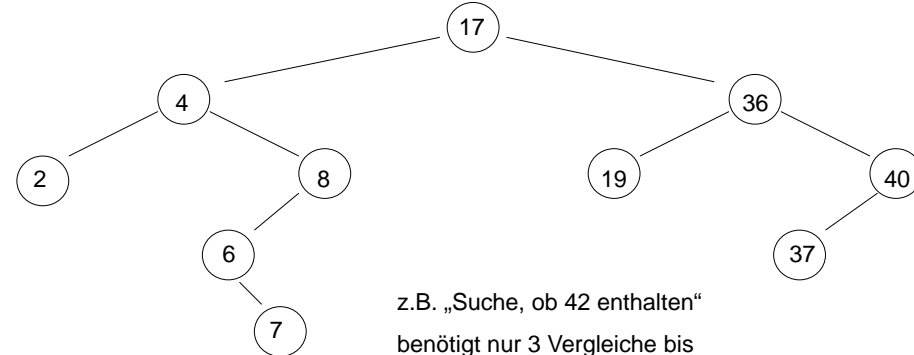 17
4 36
2 8 19 40
6 37
7
z.B. „Suche, ob 42 enthalten“
benötigt nur 3 Vergleiche bis